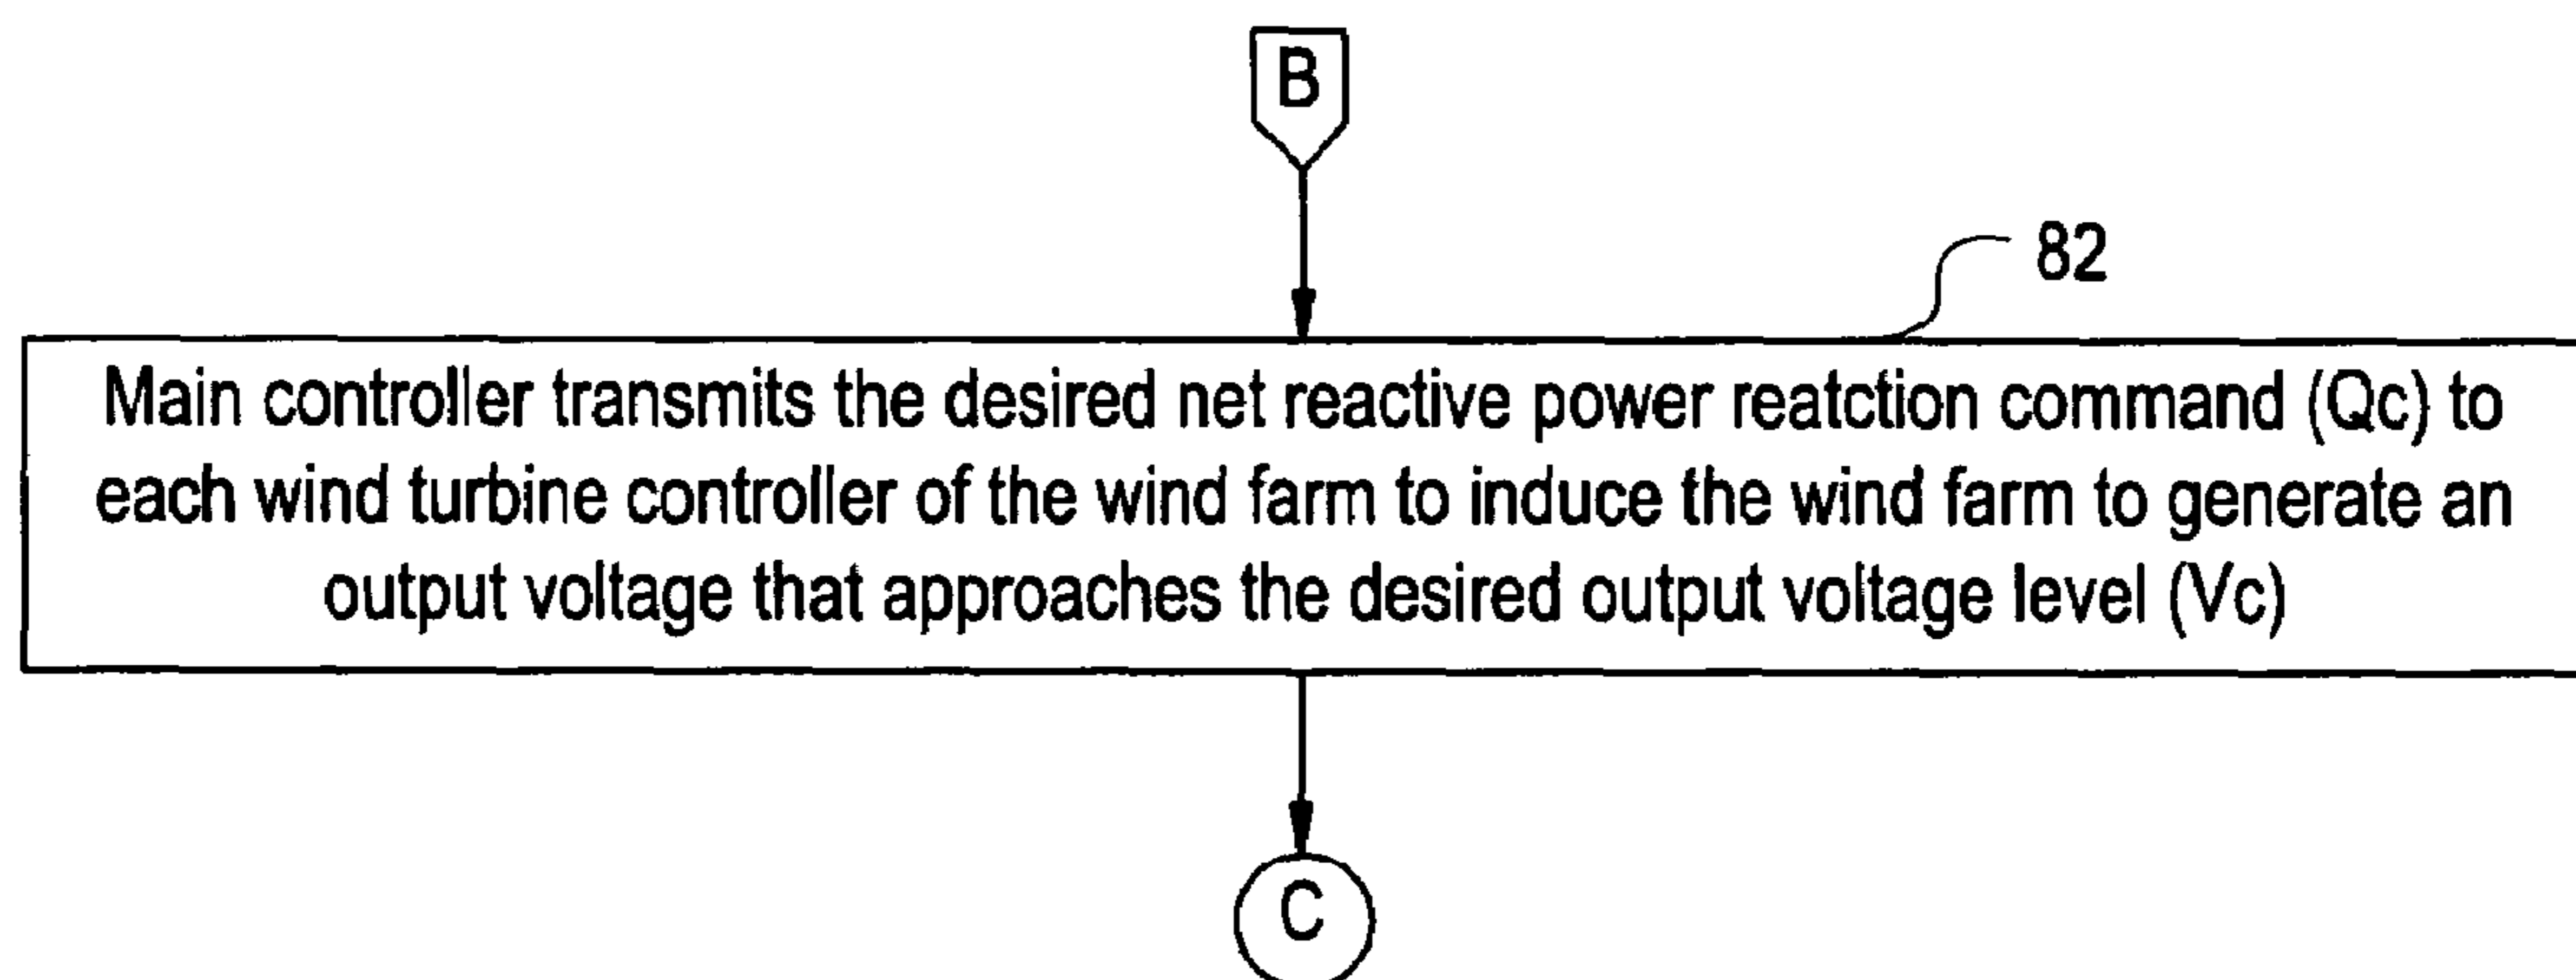 B
82
Main controller transmits the desired net reactive power reatction command (Qc) to
each wind turbine controller of the wind farm to induce the wind farm to generate an
output voltage that approaches the desired output voltage level (Vc)
C